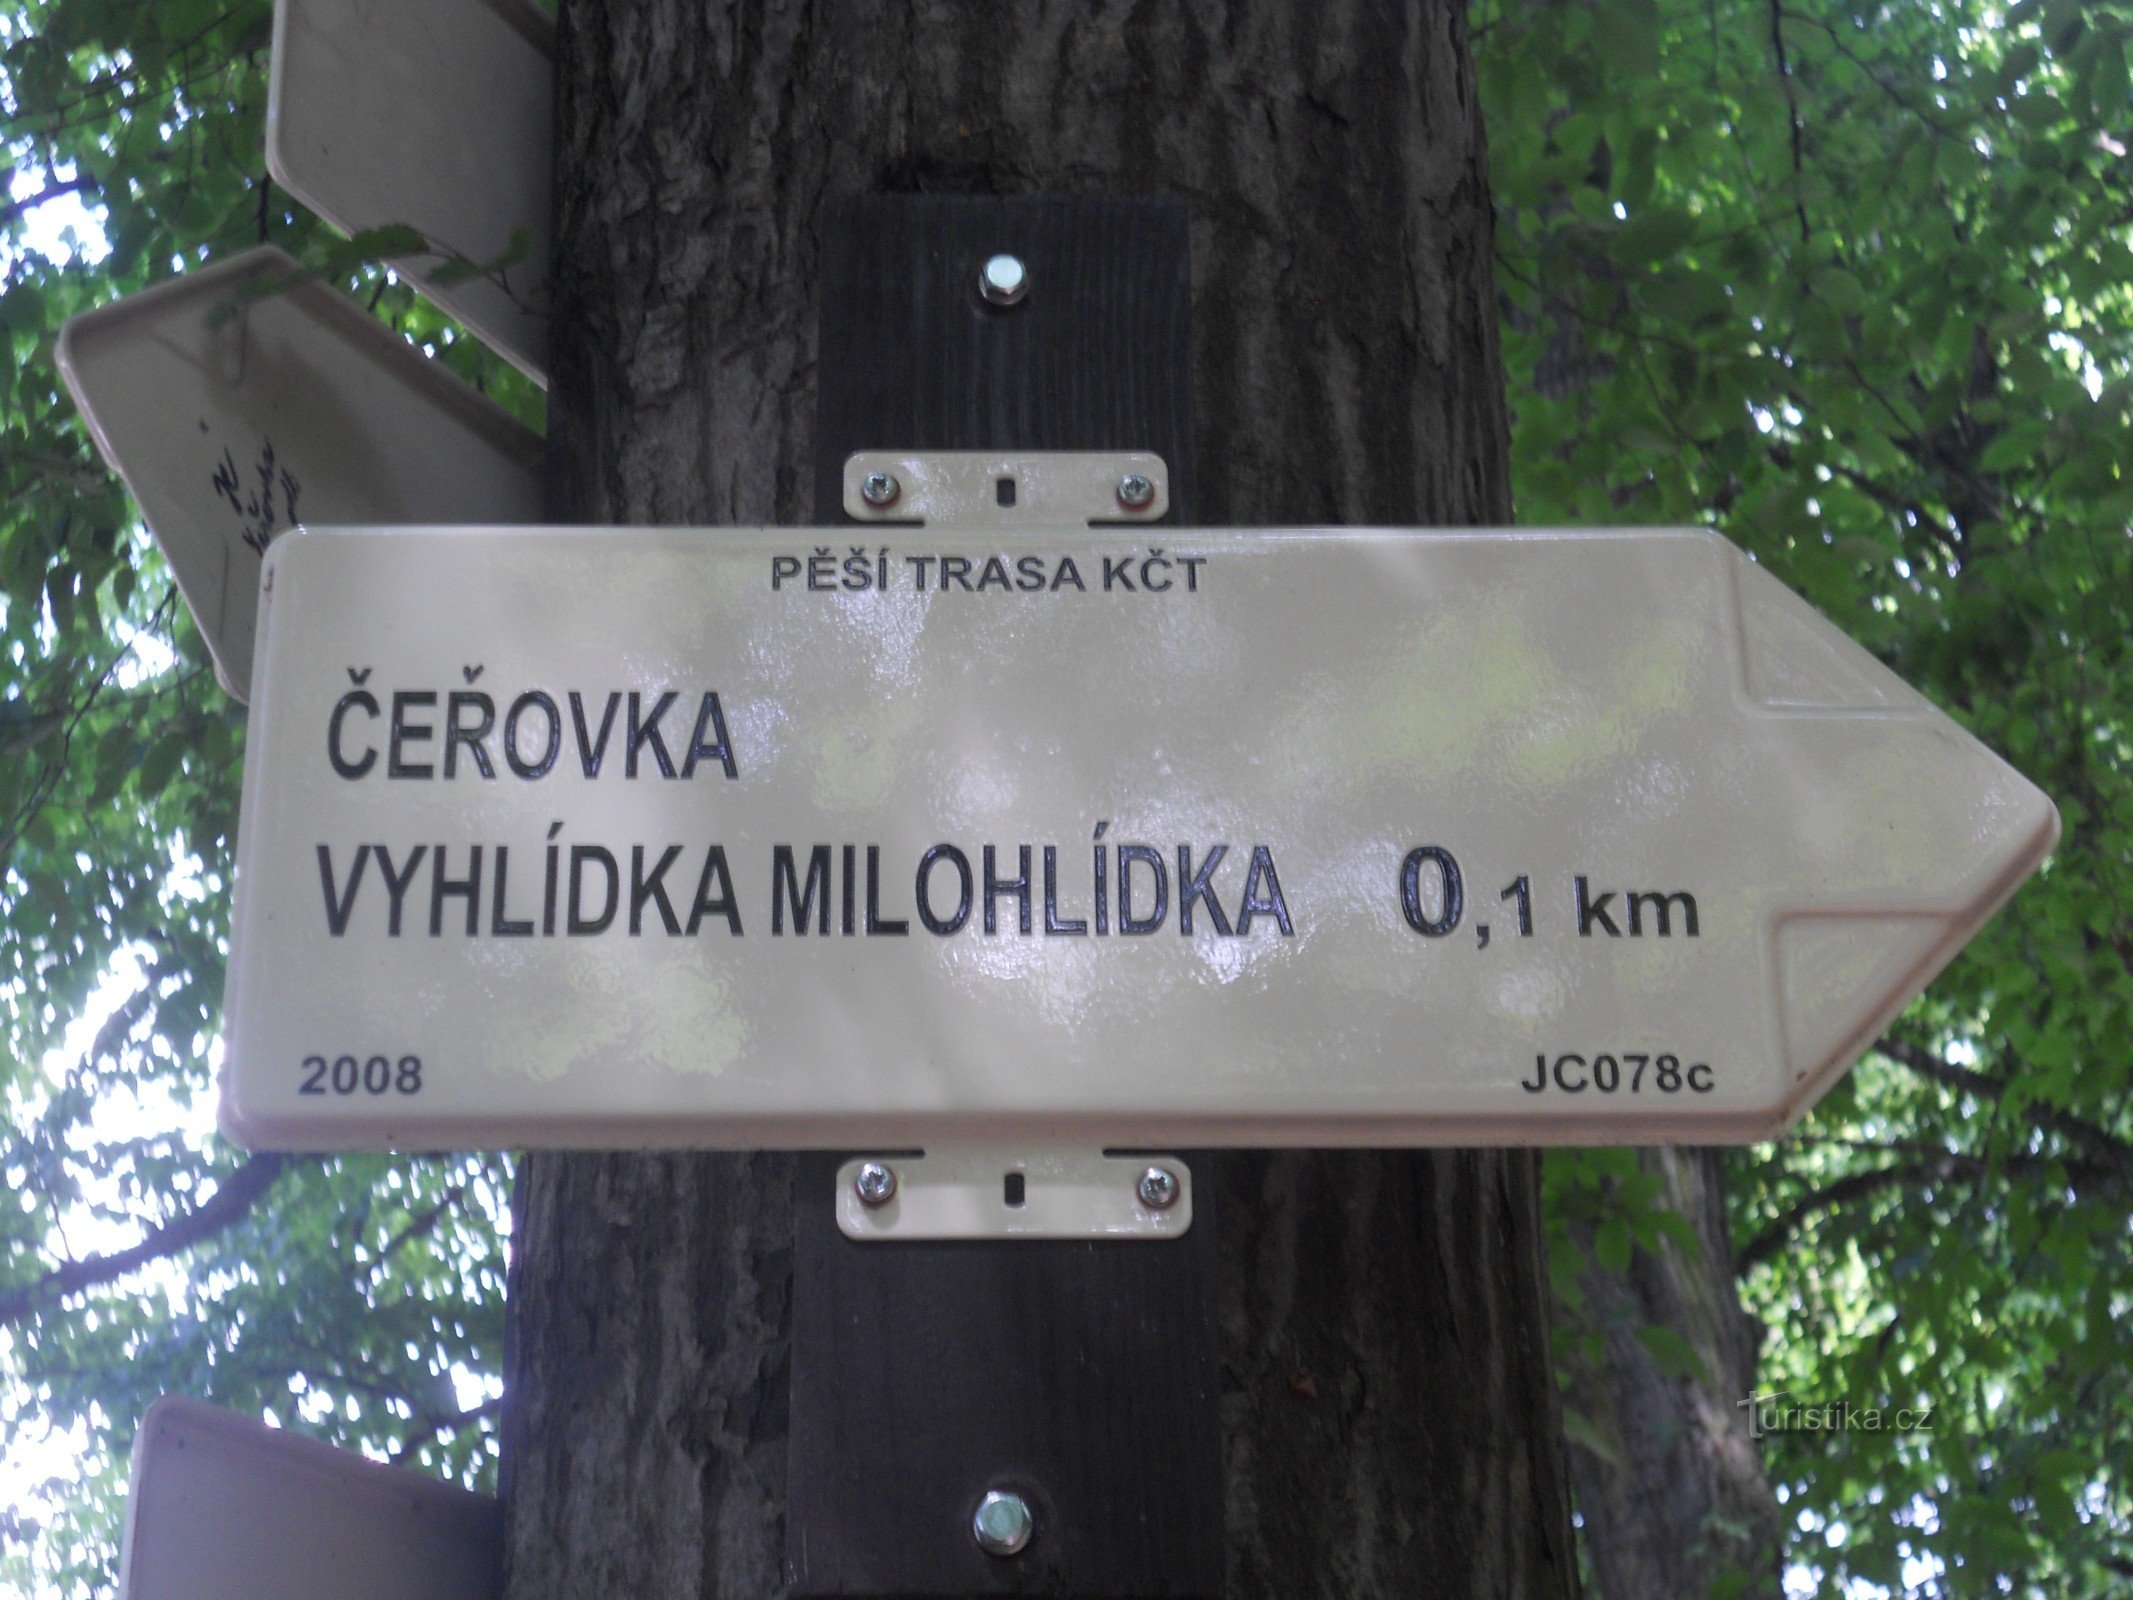 PĚŠÍ TRASA KČT
ČEŘOVKA
VYHLÍDKA MILOHLÍDKA 0,1 km
2008 JC078c
Turistika.cz